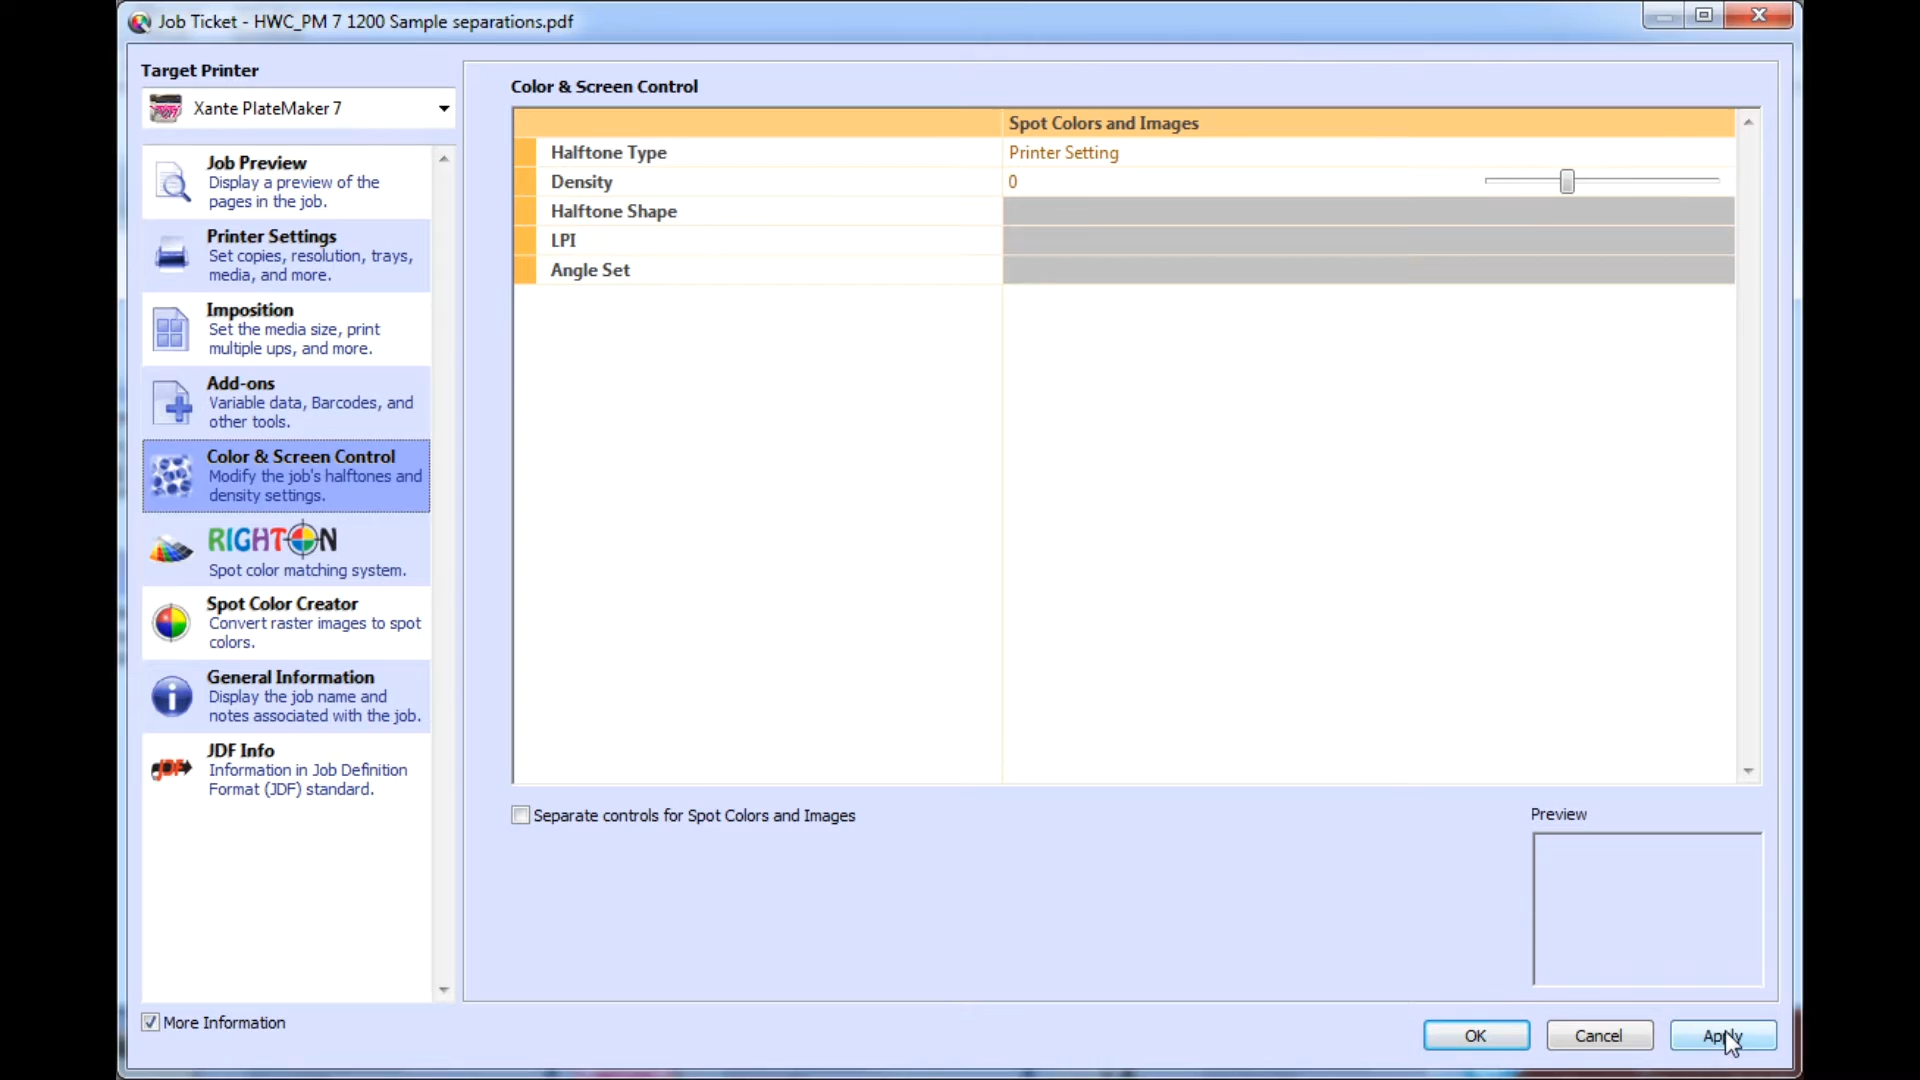 Job Ticket - HWC_PM 7 1200 Sample separations.pdf
Target Printer
Xante PlateMaker 7
Job Preview
Display a preview of the
pages in the job.
Printer Settings
Set copies, resolution, trays,
media, and more.
Imposition
Set the media size, print
multiple ups, and more.
Add-ons
Variable data, Barcodes, and
other tools.
Color & Screen Control
Modify the job's halftones and
density settings.
RIGHTON
Spot color matching system.
Spot Color Creator
Convert raster images to spot
colors.
General Information
Display the job name and
notes associated with the job.
JDF Info
Information in Job Definition
Format (JDF) standard.
More Information
Color & Screen Control
Spot Colors and Images
Halftone Type Printer Setting
Density 0
Halftone Shape
LPI
Angle Set
Separate controls for Spot Colors and Images
Preview
OK Cancel Apply